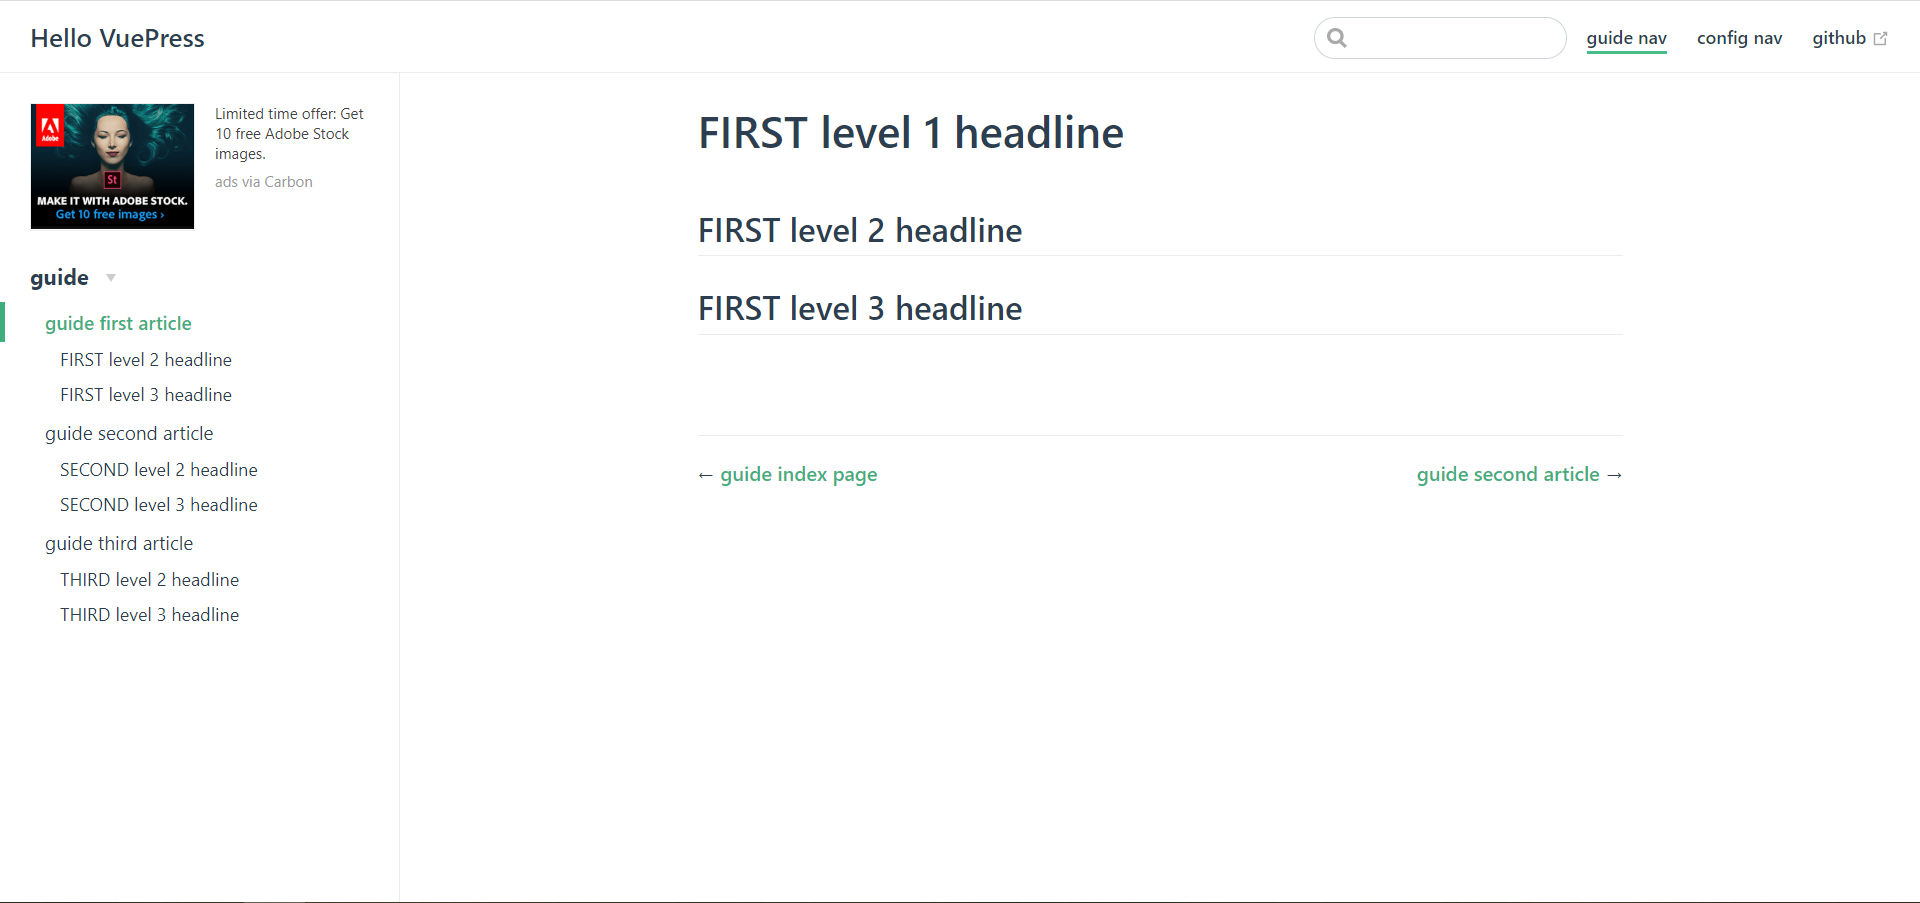 Hello VuePress
guide nav
config nav
github
Adobe
St
MAKE IT WITH ADOBE STOCK.
Get 10 free images ›
Limited time offer: Get
10 free Adobe Stock
images.
ads via Carbon
guide
guide first article
FIRST level 2 headline
FIRST level 3 headline
guide second article
SECOND level 2 headline
SECOND level 3 headline
guide third article
THIRD level 2 headline
THIRD level 3 headline
FIRST level 1 headline
FIRST level 2 headline
FIRST level 3 headline
← guide index page
guide second article →